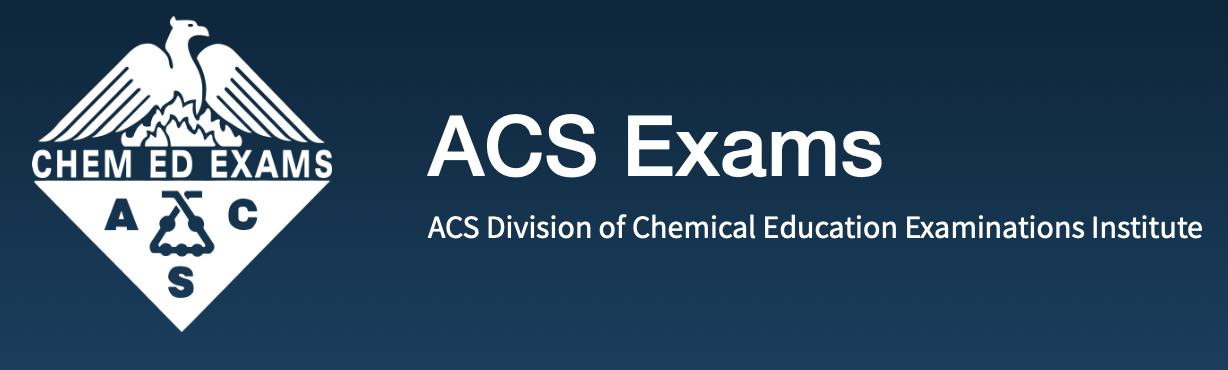 CHEM ED EXAMS
A C
S
ACS Exams
ACS Division of Chemical Education Examinations Institute